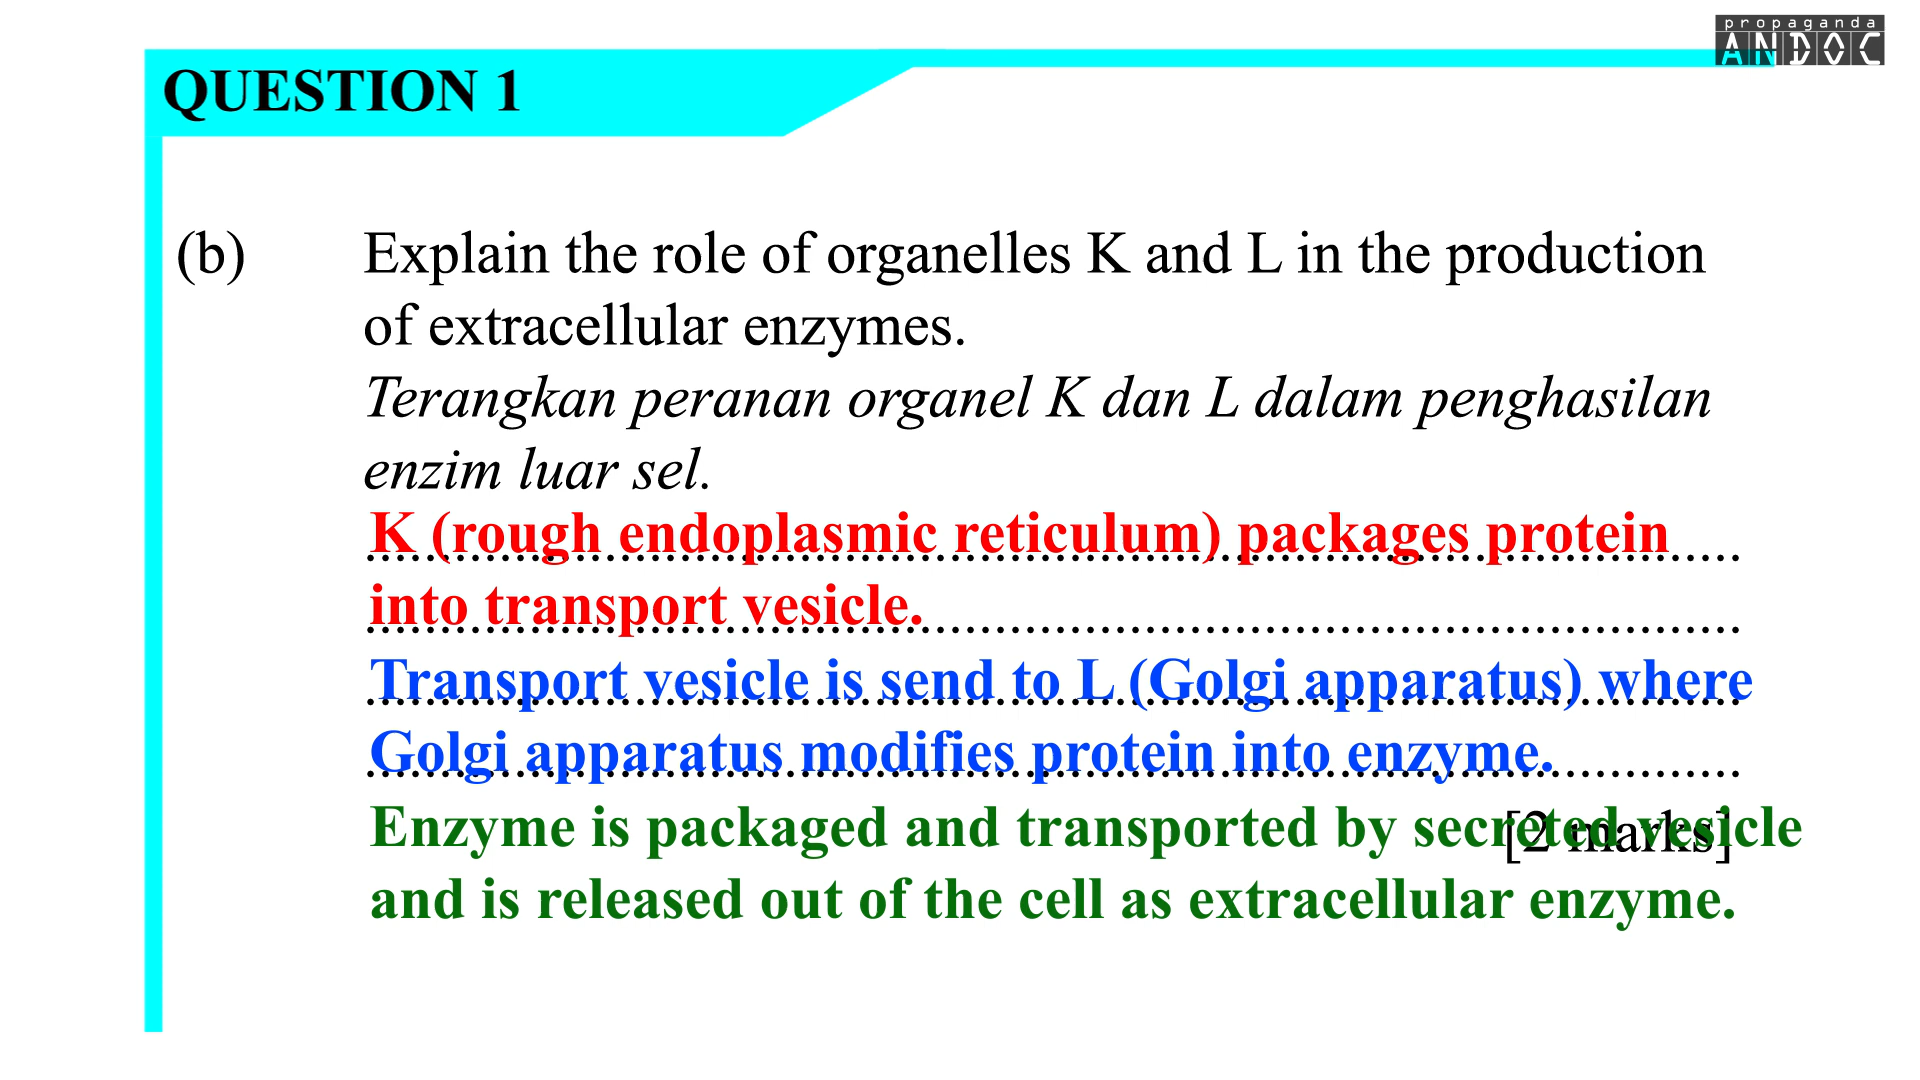 propaganda
ANDOC
QUESTION 1
(b) Explain the role of organelles K and L in the production
of extracellular enzymes.
Terangkan peranan organel K dan L dalam penghasilan
enzim luar sel.
K (rough endoplasmic reticulum) packages protein
into transport vesicle.
Transport vesicle is send to L (Golgi apparatus) where
Golgi apparatus modifies protein into enzyme.
Enzyme is packaged and transported by secreted vesicle
[2 marks]
and is released out of the cell as extracellular enzyme.